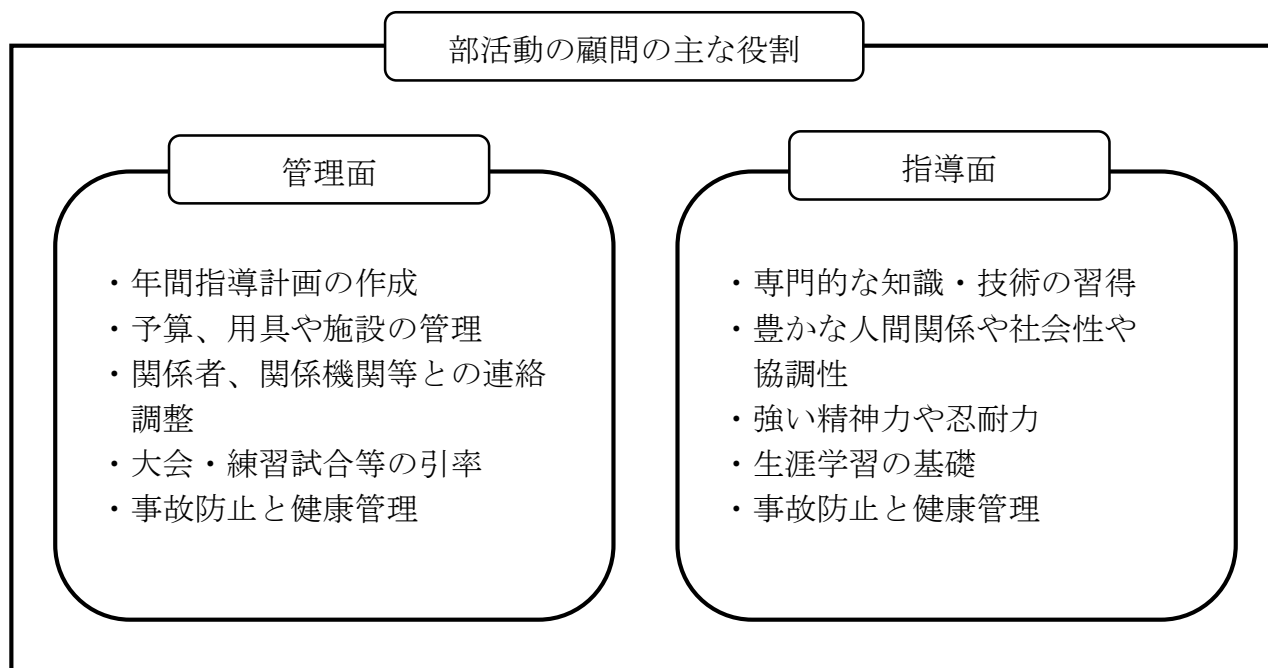 部活動の顧問の主な役割
管理面
・年間指導計画の作成
・予算、用具や施設の管理
・関係者、関係機関等との連絡
調整
・大会・練習試合等の引率
・事故防止と健康管理
指導面
・専門的な知識・技術の習得
・豊かな人間関係や社会性や
協調性
・強い精神力や忍耐力
・生涯学習の基礎
・事故防止と健康管理